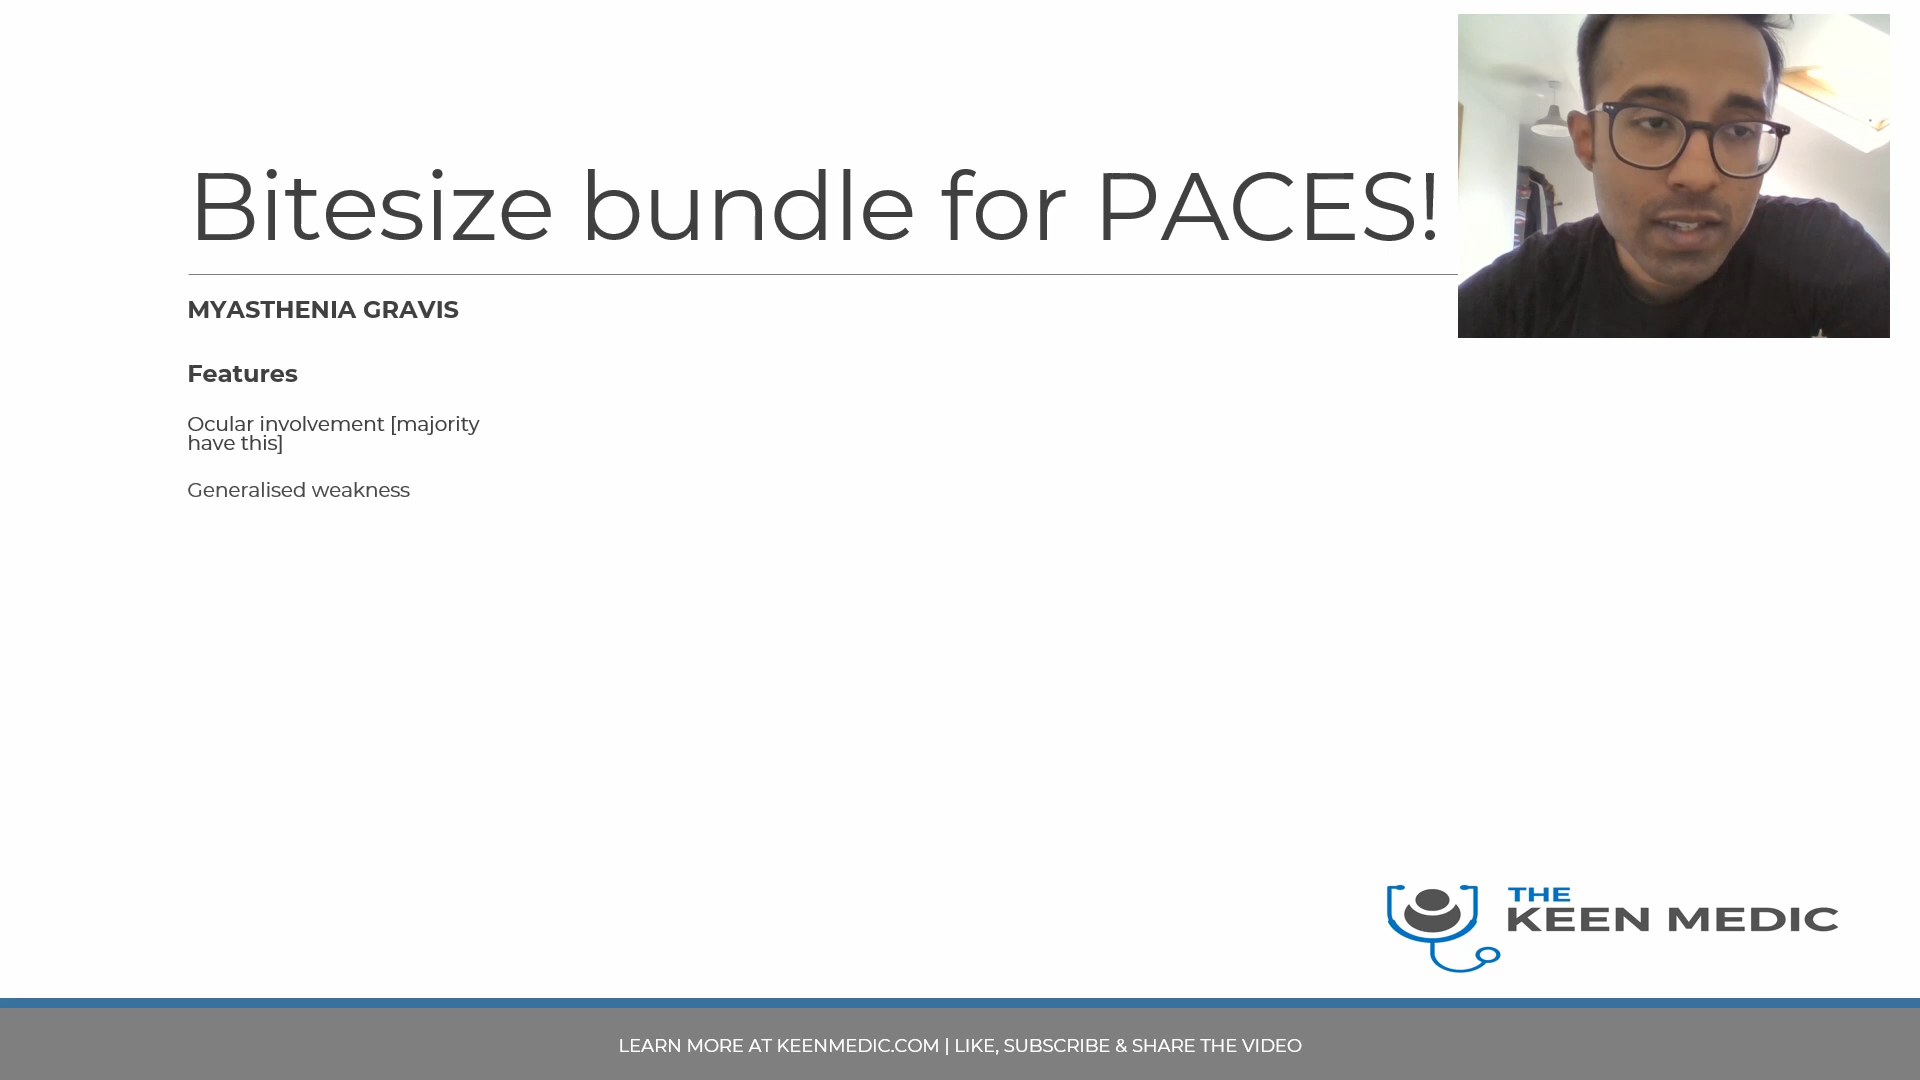 Bitesize bundle for PACES!
MYASTHENIA GRAVIS
Features
Ocular involvement [majority
have this]
Generalised weakness
THE
KEEN MEDIC
LEARN MORE AT KEENMEDIC.COM | LIKE, SUBSCRIBE & SHARE THE VIDEO